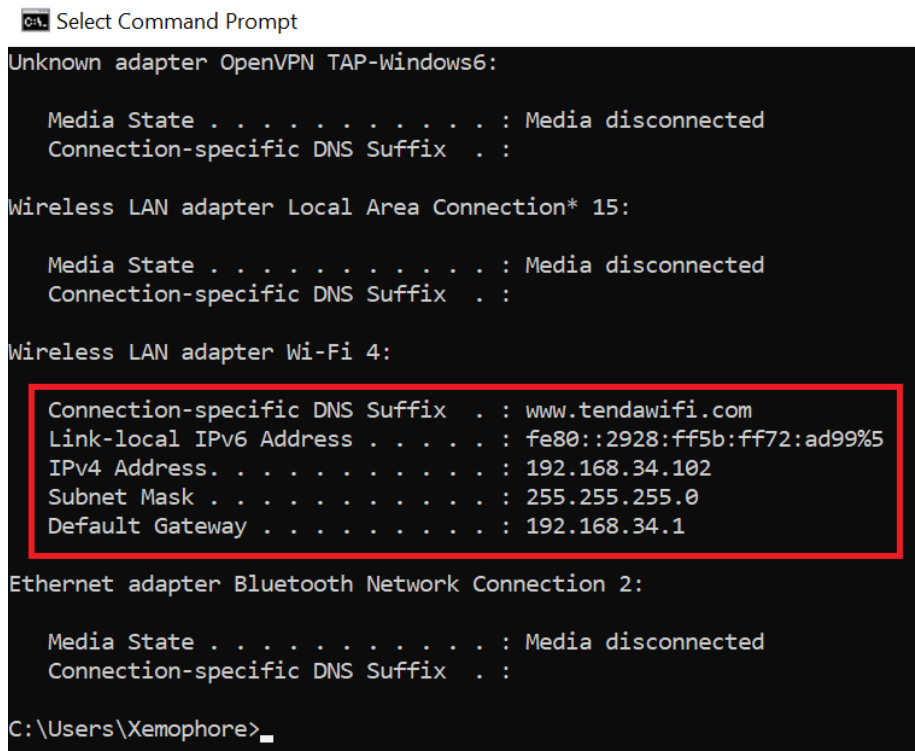 Select Command Prompt
Unknown adapter OpenVPN TAP-Windows6:
Media State . . . . . . . . . . . : Media disconnected
Connection-specific DNS Suffix  . :
Wireless LAN adapter Local Area Connection* 15:
Media State . . . . . . . . . . . : Media disconnected
Connection-specific DNS Suffix  . :
Wireless LAN adapter Wi-Fi 4:
Connection-specific DNS Suffix  . : www.tendawifi.com
Link-local IPv6 Address . . . . . : fe80::2928:ff5b:ff72:ad99%5
IPv4 Address. . . . . . . . . . . : 192.168.34.102
Subnet Mask . . . . . . . . . . . : 255.255.255.0
Default Gateway . . . . . . . . . : 192.168.34.1
Ethernet adapter Bluetooth Network Connection 2:
Media State . . . . . . . . . . . : Media disconnected
Connection-specific DNS Suffix  . :
C:\Users\Xemophore>